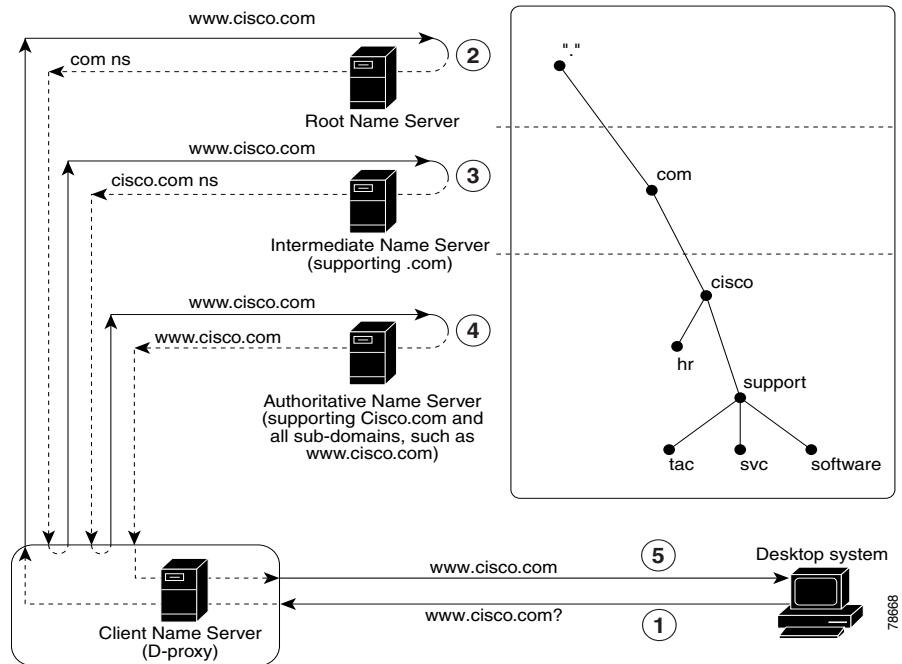 www.cisco.com
2
com ns
Root Name Server
www.cisco.com
3
cisco.com ns
Intermediate Name Server
(supporting .com)
www.cisco.com
4
www.cisco.com
Authoritative Name Server
(supporting Cisco.com and
all sub-domains, such as
www.cisco.com)
"."
com
cisco
hr
support
tac
svc
software
5
www.cisco.com
Desktop system
www.cisco.com?
1
Client Name Server
(D-proxy)
78668